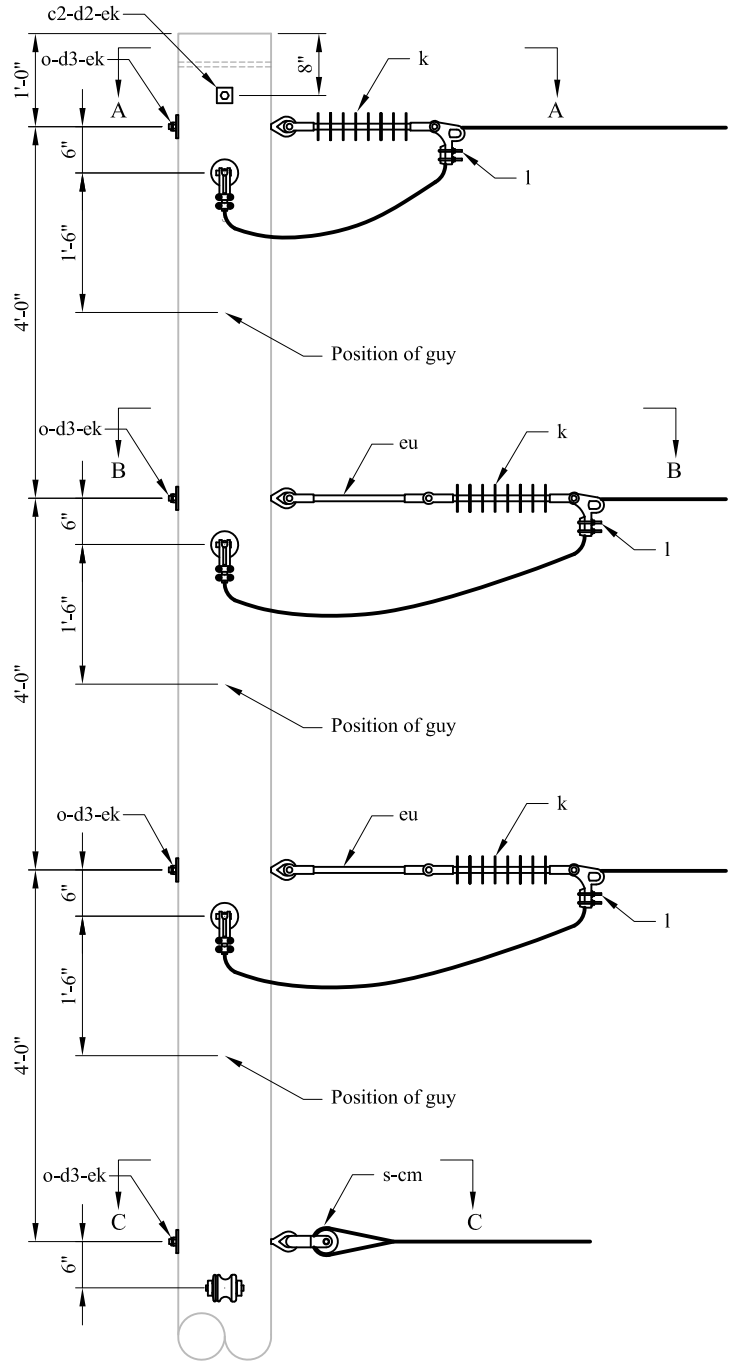 c2-d2-ek
o-d3-ek
1'-0"
8"
k
A
A
6"
l
1'-6"
4'-0"
Position of guy
o-d3-ek
eu
k
B
B
6"
l
1'-6"
4'-0"
Position of guy
o-d3-ek
eu
k
6"
l
1'-6"
4'-0"
Position of guy
o-d3-ek
s-cm
C
C
6"